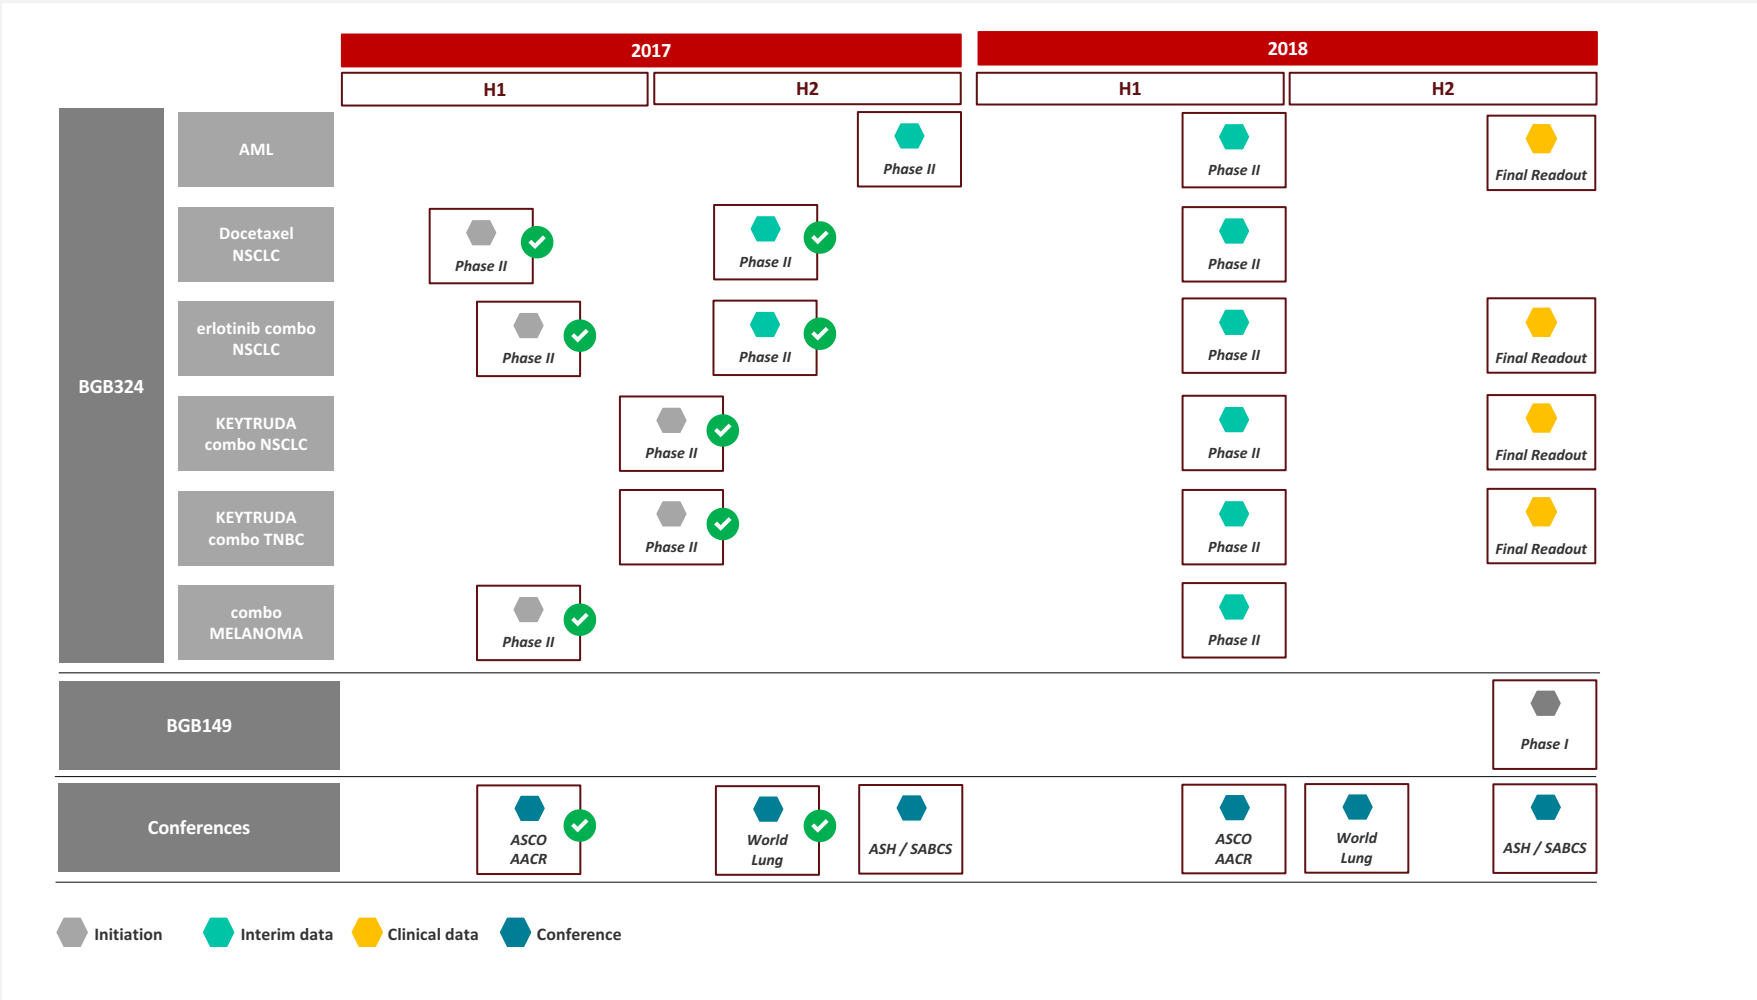 2017
2018
H1
H2
H1
H2
BGB324
AML
Phase II
Phase II
Final Readout
Docetaxel
NSCLC
Phase II
Phase II
Phase II
erlotinib combo
NSCLC
Phase II
Phase II
Phase II
Final Readout
KEYTRUDA
combo NSCLC
Phase II
Phase II
Final Readout
KEYTRUDA
combo TNBC
Phase II
Phase II
Final Readout
combo
MELANOMA
Phase II
Phase II
BGB149
Phase I
Conferences
ASCO
AACR
World
Lung
ASH / SABCS
ASCO
AACR
World
Lung
ASH / SABCS
Initiation
Interim data
Clinical data
Conference